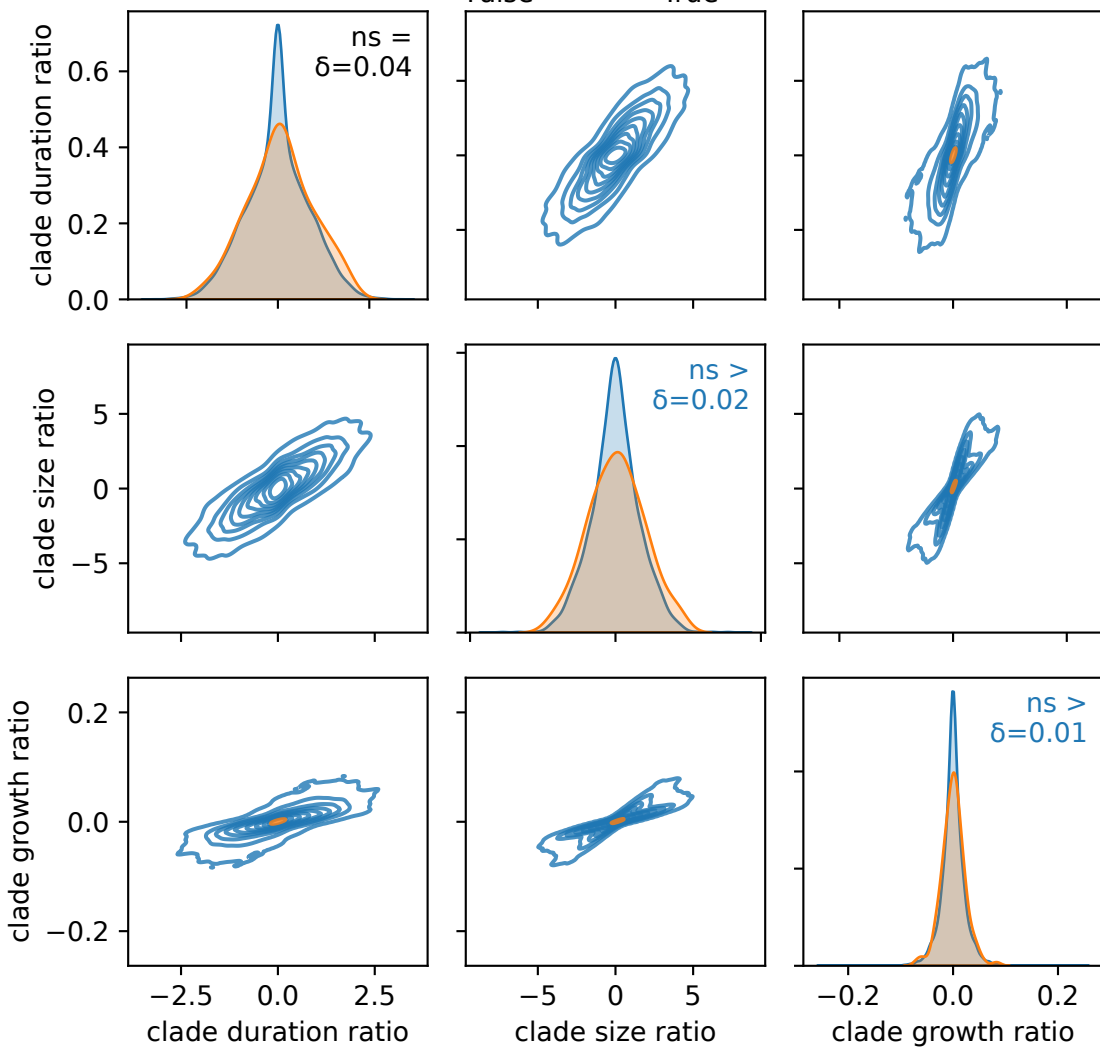 clade duration ratio
0.6
0.4
0.2
0.0
ns =
δ=0.04
clade size ratio
5
0
−5
ns >
δ=0.02
clade growth ratio
0.2
0.0
−0.2
ns >
δ=0.01
−2.5 0.0 2.5
−5 0 5
−0.2 0.0 0.2
clade duration ratio
clade size ratio
clade growth ratio